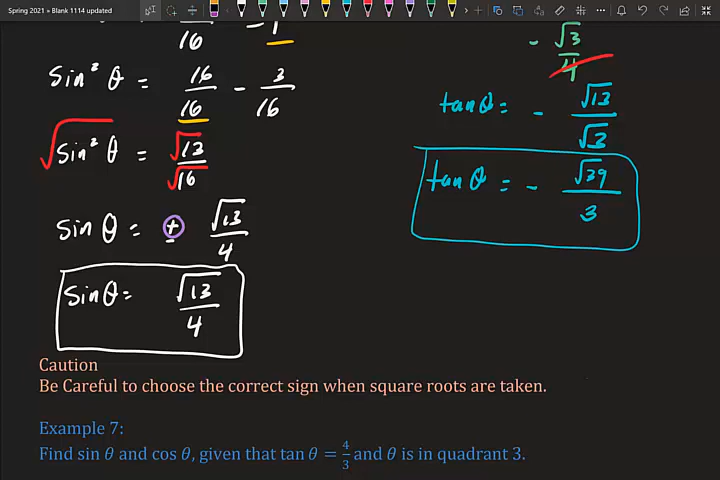 Spring 2021 » Blank 1114 updated
16
sin² θ = 16/16 - 3/16
√sin² θ = √13/√16
sin θ = ± √13/4
sin θ = √13/4
- √3/4
tan θ = - √13/√3
tan θ = - √39/3
Caution
Be Careful to choose the correct sign when square roots are taken.
Example 7:
Find sin θ and cos θ, given that tan θ = 4/3 and θ is in quadrant 3.